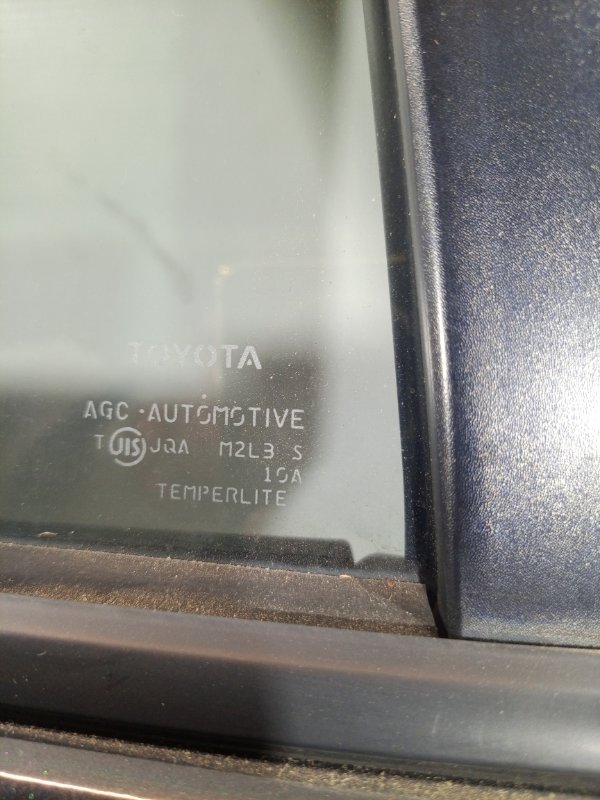 TOYOTA
AGC · AUTOMOTIVE
T JIS JQA M2L3 S
10A
TEMPERLITE